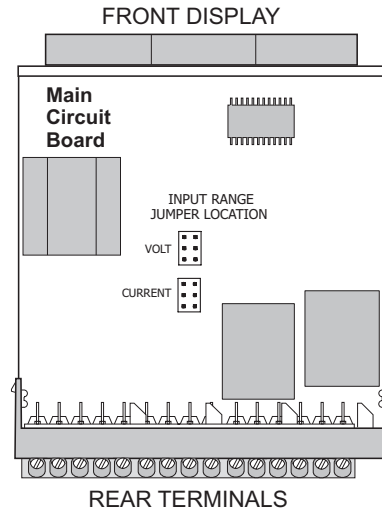 FRONT DISPLAY
Main
Circuit
Board
INPUT RANGE
JUMPER LOCATION
VOLT
CURRENT
REAR TERMINALS